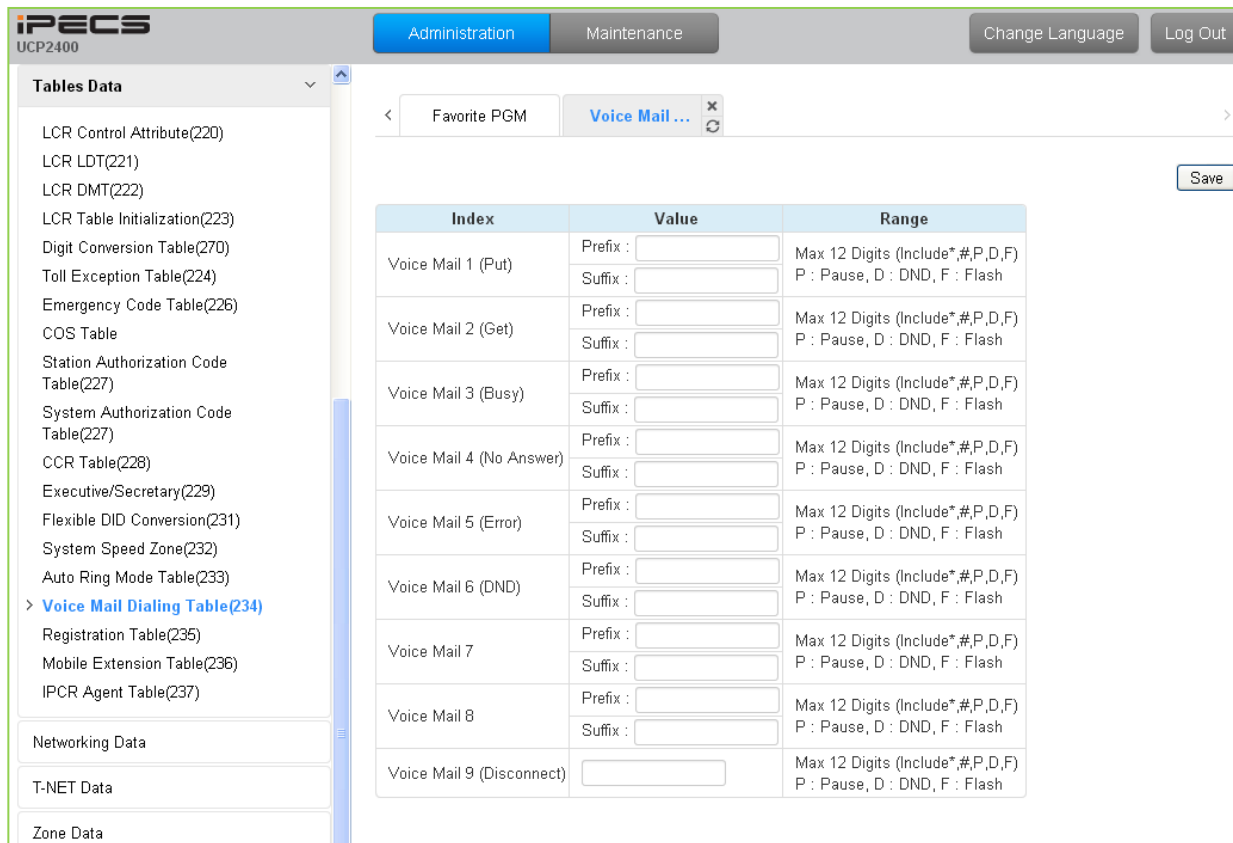 iPECS
UCP2400
Administration
Maintenance
Change Language
Log Out
Tables Data
LCR Control Attribute(220)
LCR LDT(221)
LCR DMT(222)
LCR Table Initialization(223)
Digit Conversion Table(270)
Toll Exception Table(224)
Emergency Code Table(226)
COS Table
Station Authorization Code
Table(227)
System Authorization Code
Table(227)
CCR Table(228)
Executive/Secretary(229)
Flexible DID Conversion(231)
System Speed Zone(232)
Auto Ring Mode Table(233)
Voice Mail Dialing Table(234)
Registration Table(235)
Mobile Extension Table(236)
IPCR Agent Table(237)
Networking Data
T-NET Data
Zone Data
Favorite PGM
Voice Mail ...
Save
Index Value Range
Voice Mail 1 (Put)
Prefix :
Suffix :
Max 12 Digits (Include*,#,P,D,F)
P : Pause, D : DND, F : Flash
Voice Mail 2 (Get)
Prefix :
Suffix :
Max 12 Digits (Include*,#,P,D,F)
P : Pause, D : DND, F : Flash
Voice Mail 3 (Busy)
Prefix :
Suffix :
Max 12 Digits (Include*,#,P,D,F)
P : Pause, D : DND, F : Flash
Voice Mail 4 (No Answer)
Prefix :
Suffix :
Max 12 Digits (Include*,#,P,D,F)
P : Pause, D : DND, F : Flash
Voice Mail 5 (Error)
Prefix :
Suffix :
Max 12 Digits (Include*,#,P,D,F)
P : Pause, D : DND, F : Flash
Voice Mail 6 (DND)
Prefix :
Suffix :
Max 12 Digits (Include*,#,P,D,F)
P : Pause, D : DND, F : Flash
Voice Mail 7
Prefix :
Suffix :
Max 12 Digits (Include*,#,P,D,F)
P : Pause, D : DND, F : Flash
Voice Mail 8
Prefix :
Suffix :
Max 12 Digits (Include*,#,P,D,F)
P : Pause, D : DND, F : Flash
Voice Mail 9 (Disconnect)
Max 12 Digits (Include*,#,P,D,F)
P : Pause, D : DND, F : Flash